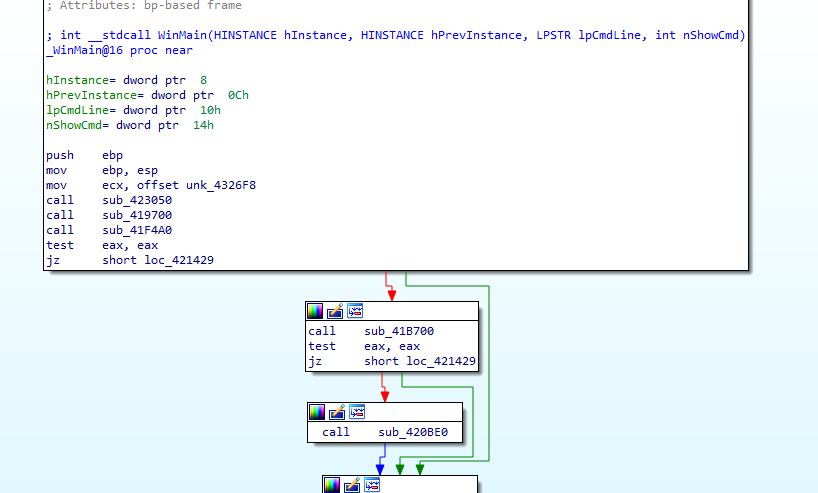 ; Attributes: bp-based frame
; int __stdcall WinMain(HINSTANCE hInstance, HINSTANCE hPrevInstance, LPSTR lpCmdLine, int nShowCmd)
_WinMain@16 proc near
hInstance= dword ptr  8
hPrevInstance= dword ptr  0Ch
lpCmdLine= dword ptr  10h
nShowCmd= dword ptr  14h
push    ebp
mov     ebp, esp
mov     ecx, offset unk_4326F8
call    sub_423050
call    sub_419700
call    sub_41F4A0
test    eax, eax
jz      short loc_421429
call    sub_41B700
test    eax, eax
jz      short loc_421429
call    sub_420BE0